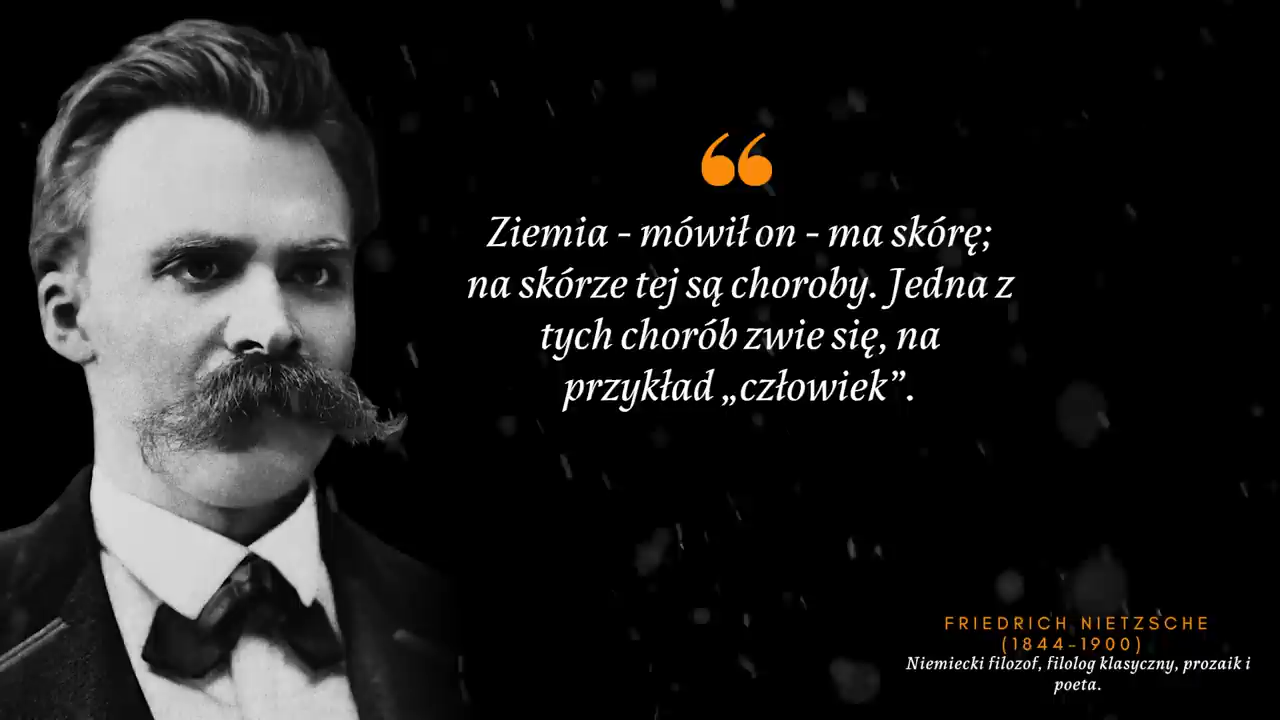 Ziemia - mówił on - ma skórę;
na skórze tej są choroby. Jedna z
tych chorób zwie się, na
przykład „człowiek”.
FRIEDRICH NIETZSCHE
(1844-1900)
Niemiecki filozof, filolog klasyczny, prozaik i
poeta.